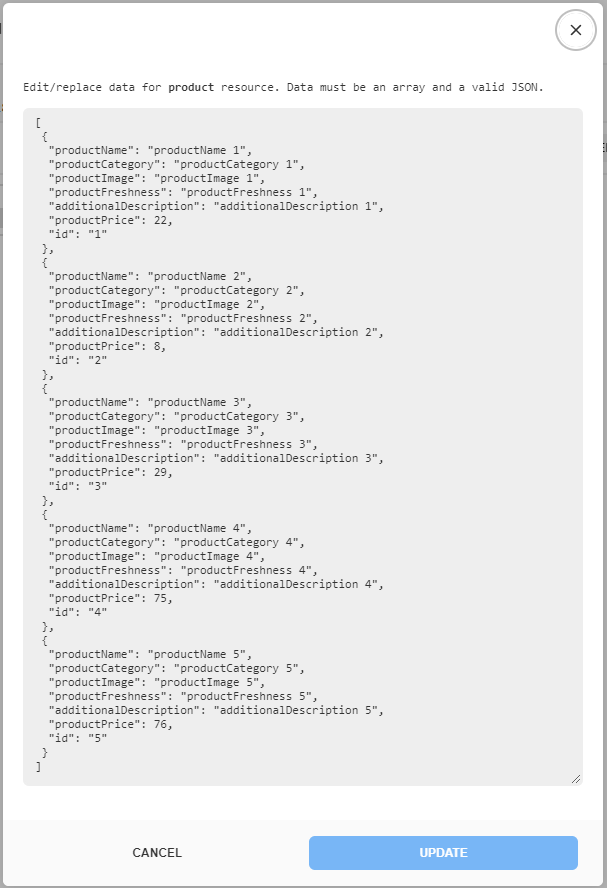 Edit/replace data for product resource. Data must be an array and a valid JSON.
[
 {
  "productName": "productName 1",
  "productCategory": "productCategory 1",
  "productImage": "productImage 1",
  "productFreshness": "productFreshness 1",
  "additionalDescription": "additionalDescription 1",
  "productPrice": 22,
  "id": "1"
 },
 {
  "productName": "productName 2",
  "productCategory": "productCategory 2",
  "productImage": "productImage 2",
  "productFreshness": "productFreshness 2",
  "additionalDescription": "additionalDescription 2",
  "productPrice": 8,
  "id": "2"
 },
 {
  "productName": "productName 3",
  "productCategory": "productCategory 3",
  "productImage": "productImage 3",
  "productFreshness": "productFreshness 3",
  "additionalDescription": "additionalDescription 3",
  "productPrice": 29,
  "id": "3"
 },
 {
  "productName": "productName 4",
  "productCategory": "productCategory 4",
  "productImage": "productImage 4",
  "productFreshness": "productFreshness 4",
  "additionalDescription": "additionalDescription 4",
  "productPrice": 75,
  "id": "4"
 },
 {
  "productName": "productName 5",
  "productCategory": "productCategory 5",
  "productImage": "productImage 5",
  "productFreshness": "productFreshness 5",
  "additionalDescription": "additionalDescription 5",
  "productPrice": 76,
  "id": "5"
 }
]
CANCEL
UPDATE